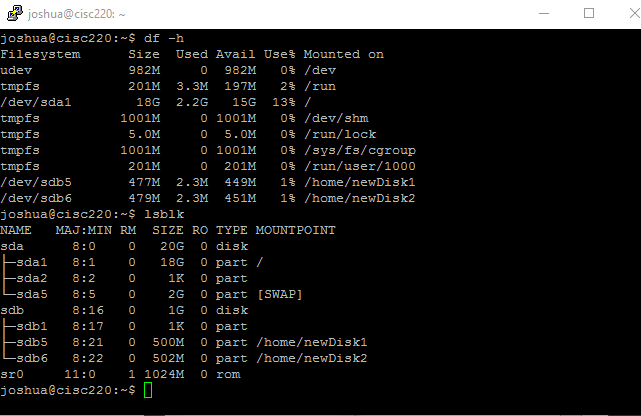 joshua@cisc220: ~
joshua@cisc220:~$ df -h
Filesystem      Size  Used Avail Use% Mounted on
udev            982M     0  982M   0% /dev
tmpfs           201M  3.3M  197M   2% /run
/dev/sda1        18G  2.2G   15G  13% /
tmpfs          1001M     0 1001M   0% /dev/shm
tmpfs           5.0M     0  5.0M   0% /run/lock
tmpfs          1001M     0 1001M   0% /sys/fs/cgroup
tmpfs           201M     0  201M   0% /run/user/1000
/dev/sdb5       477M  2.3M  449M   1% /home/newDisk1
/dev/sdb6       479M  2.3M  451M   1% /home/newDisk2
joshua@cisc220:~$ lsblk
NAME   MAJ:MIN RM  SIZE RO TYPE MOUNTPOINT
sda      8:0    0   20G  0 disk
├─sda1   8:1    0   18G  0 part /
├─sda2   8:2    0    1K  0 part
└─sda5   8:5    0    2G  0 part [SWAP]
sdb      8:16   0    1G  0 disk
├─sdb1   8:17   0    1K  0 part
├─sdb5   8:21   0  500M  0 part /home/newDisk1
└─sdb6   8:22   0  502M  0 part /home/newDisk2
sr0     11:0    1 1024M  0 rom
joshua@cisc220:~$